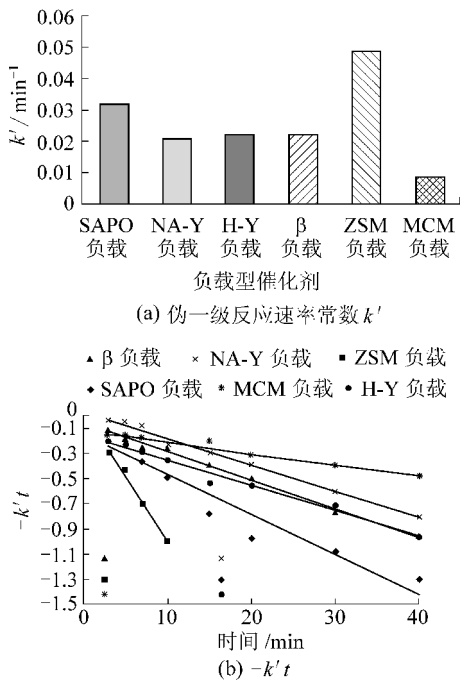 0.06
0.05
0.04
0.03
0.02
0.01
0
k′/min⁻¹
SAPO NA-Y H-Y β ZSM MCM
负载 负载 负载 负载 负载 负载
负载型催化剂
(a) 伪一级反应速率常数k′
▲ β 负载 × NA-Y 负载 ■ ZSM 负载
◆ SAPO 负载 * MCM 负载 ● H-Y 负载
0
-0.1
-0.3
-0.5
-0.7
-0.9
-1.1
-1.3
-1.5
-k′t
0 10 20 30 40
时间/min
(b) -k′t